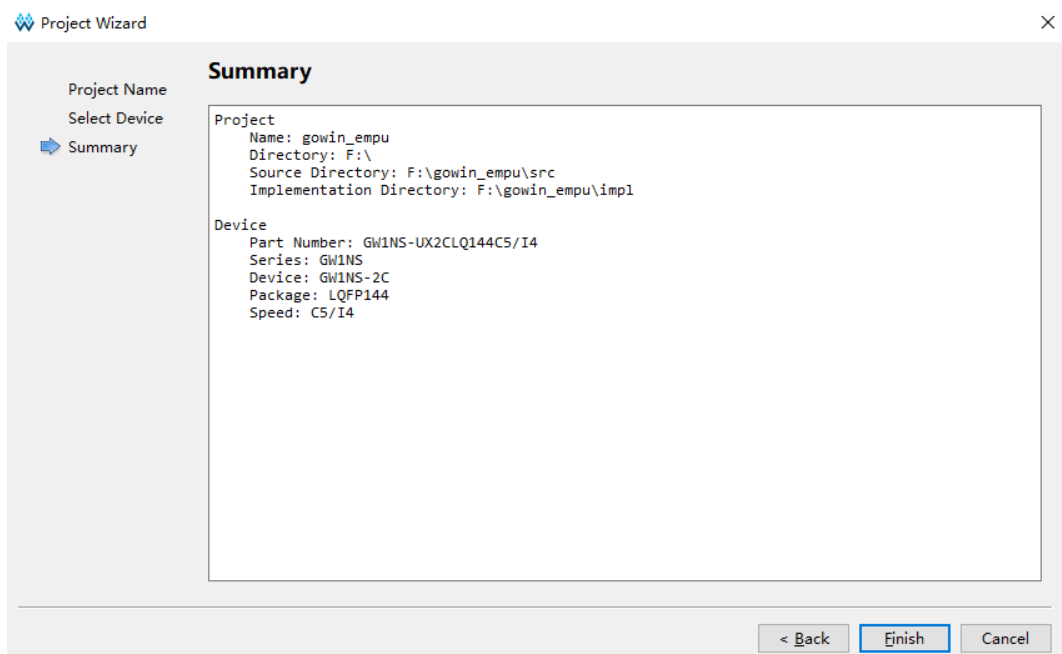 Project Wizard
Project Name
Select Device
Summary
Summary
Project
Name: gowin_empu
Directory: F:\
Source Directory: F:\gowin_empu\src
Implementation Directory: F:\gowin_empu\impl
Device
Part Number: GW1NS-UX2CLQ144C5/I4
Series: GW1NS
Device: GW1NS-2C
Package: LQFP144
Speed: C5/I4
< Back
Finish
Cancel